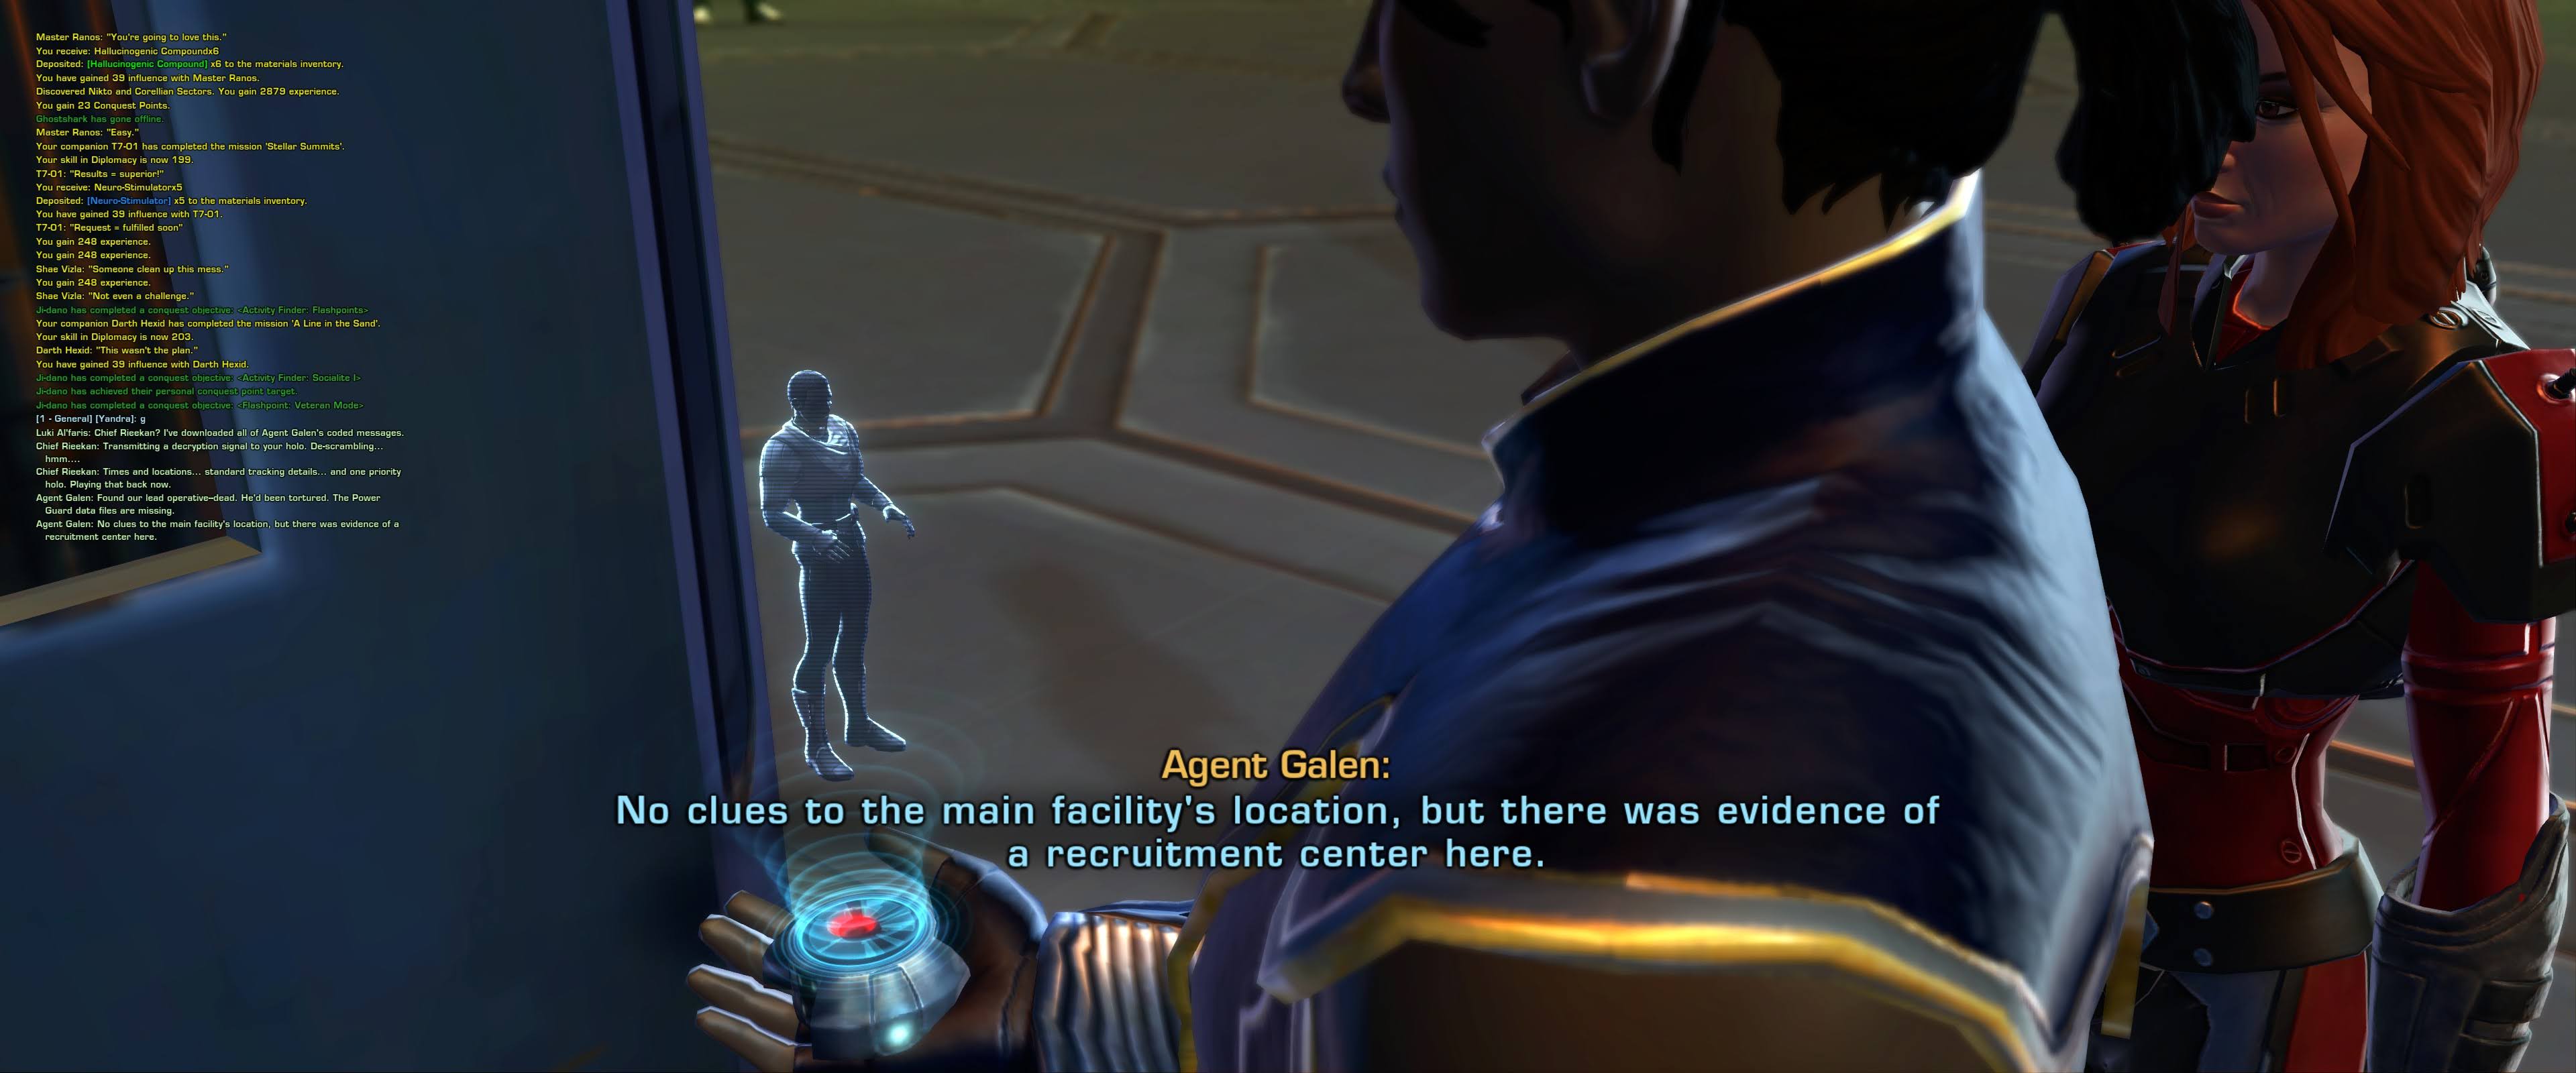 Master Ranos: "You're going to love this."
You receive: Hallucinogenic Compoundx6
Deposited: [Hallucinogenic Compound] x6 to the materials inventory.
You have gained 39 influence with Master Ranos.
Discovered Nikto and Corellian Sectors. You gain 2879 experience.
You gain 23 Conquest Points.
Ghostshark has gone offline.
Master Ranos: "Easy."
Your companion T7-01 has completed the mission 'Stellar Summits'.
Your skill in Diplomacy is now 199.
T7-01: "Results = superior!"
You receive: Neuro-Stimulatorx5
Deposited: [Neuro-Stimulator] x5 to the materials inventory.
You have gained 39 influence with T7-01.
T7-01: "Request = fulfilled soon"
You gain 248 experience.
You gain 248 experience.
Shae Vizla: "Someone clean up this mess."
You gain 248 experience.
Shae Vizla: "Not even a challenge."
Ji-dano has completed a conquest objective: <Activity Finder: Flashpoints>
Your companion Darth Hexid has completed the mission 'A Line in the Sand'.
Your skill in Diplomacy is now 203.
Darth Hexid: "This wasn't the plan."
You have gained 39 influence with Darth Hexid.
Ji-dano has completed a conquest objective: <Activity Finder: Socialite I>
Ji-dano has achieved their personal conquest point target.
Ji-dano has completed a conquest objective: <Flashpoint: Veteran Mode>
[1 - General] [Yandra]: g
Luki Al'faris: Chief Rieekan? I've downloaded all of Agent Galen's coded messages.
Chief Rieekan: Transmitting a decryption signal to your holo. De-scrambling...
hmm....
Chief Rieekan: Times and locations... standard tracking details... and one priority
holo. Playing that back now.
Agent Galen: Found our lead operative–dead. He'd been tortured. The Power
Guard data files are missing.
Agent Galen: No clues to the main facility's location, but there was evidence of a
recruitment center here.
Agent Galen:
No clues to the main facility's location, but there was evidence of
a recruitment center here.